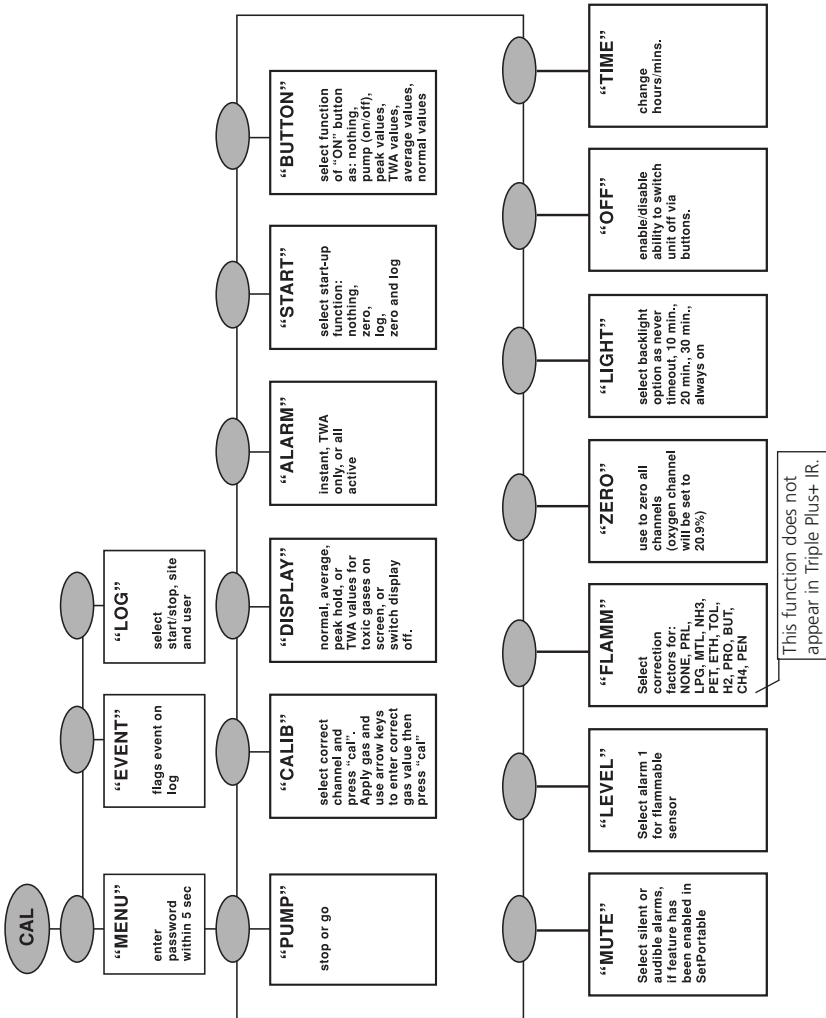 CAL
“MENU”
enter
password
within 5 sec
“EVENT”
flags event on
log
“LOG”
select
start/stop, site
and user
“PUMP”
stop or go
“CALIB”
select correct
channel and
press “cal”.
Apply gas and
use arrow keys
to enter correct
gas value then
press “cal”
“DISPLAY”
normal, average,
peak hold, or
TWA values for
toxic gases on
screen, or
switch display
off.
“ALARM”
instant, TWA
only, or all
active
“START”
select start-up
function:
nothing,
zero,
log,
zero and log
“BUTTON”
select function
of “ON” button
as: nothing,
pump (on/off),
peak values,
TWA values,
average values,
normal values
“MUTE”
Select silent or
audible alarms,
if feature has
been enabled in
SetPortable
“LEVEL”
Select alarm 1
for flammable
sensor
“FLAMM”
Select
correction
factors for:
NONE, PRL,
LPG, MTL, NH3,
PET, ETH, TOL,
H2, PRO, BUT,
CH4, PEN
“ZERO”
use to zero all
channels
(oxygen channel
will be set to
20.9%)
“LIGHT”
select backlight
option as never
timeout, 10 min.,
20 min., 30 min.,
always on
“OFF”
enable/disable
ability to switch
unit off via
buttons.
“TIME”
change
hours/mins.
This function does not
appear in Triple Plus+ IR.